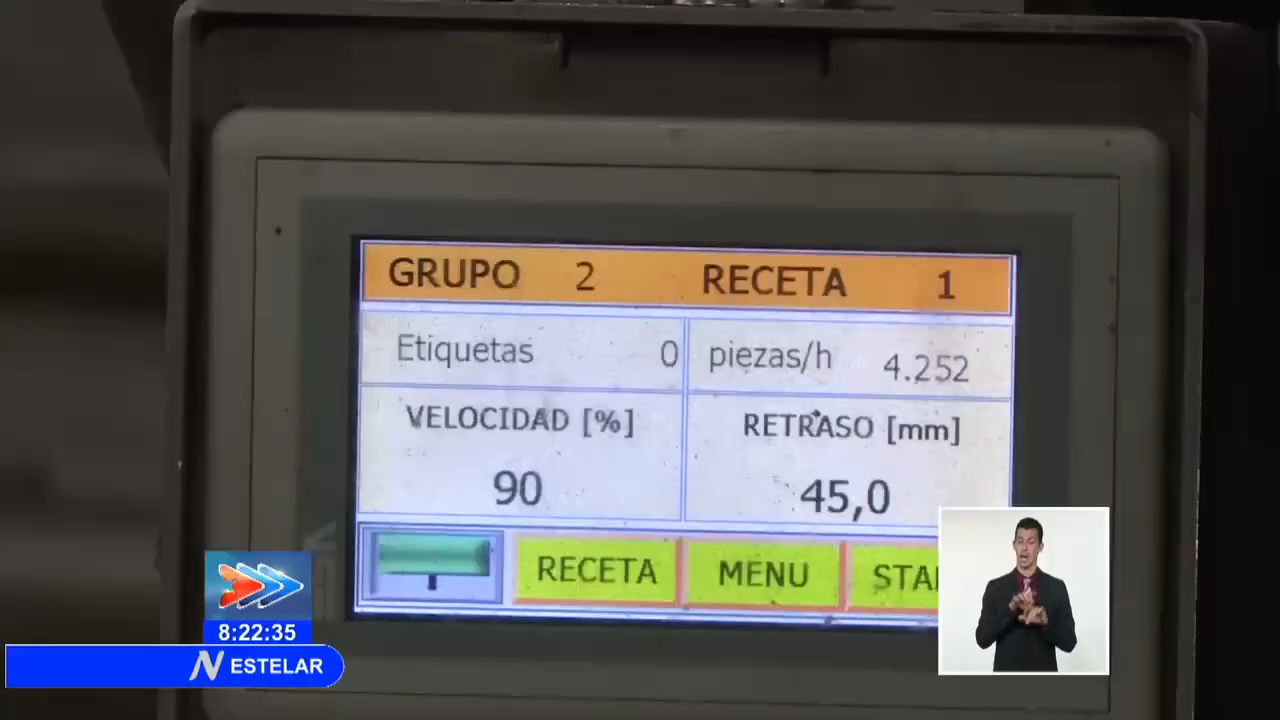 GRUPO 2 RECETA 1
Etiquetas 0 piezas/h 4.252
VELOCIDAD [%] RETRASO [mm]
90 45,0
RECETA MENU STA
8:22:35
N ESTELAR